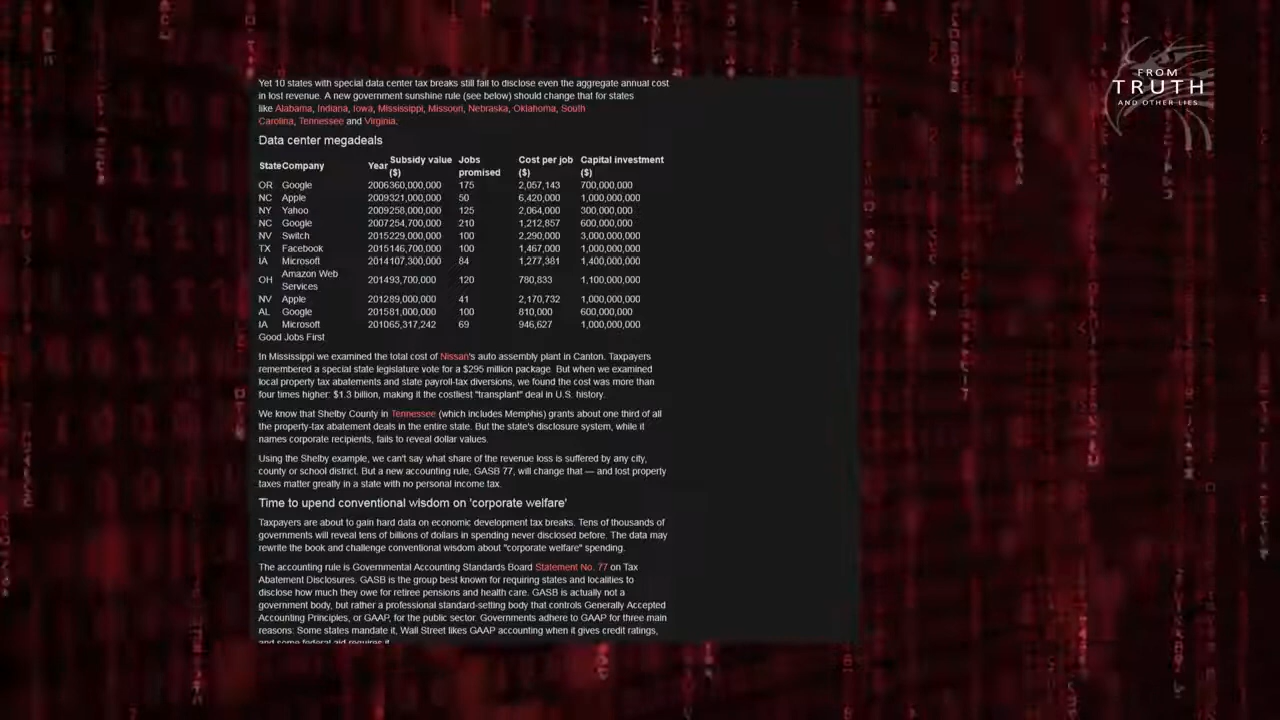 FROM
TRUTH
AND OTHER LIES
Yet 10 states with special data center tax breaks still fail to disclose even the aggregate annual cost
in lost revenue. A new government sunshine rule (see below) should change that for states
like Alabama, Indiana, Iowa, Mississippi, Missouri, Nebraska, Oklahoma, South
Carolina, Tennessee and Virginia.
Data center megadeals
State Company Year Subsidy value ($) Jobs promised Cost per job ($) Capital investment ($)
OR Google 2006 360,000,000 175 2,057,143 700,000,000
NC Apple 2009 321,000,000 50 6,420,000 1,000,000,000
NY Yahoo 2009 258,000,000 125 2,064,000 300,000,000
NC Google 2007 254,700,000 210 1,212,857 600,000,000
NV Switch 2015 229,000,000 100 2,290,000 3,000,000,000
TX Facebook 2015 146,700,000 100 1,467,000 1,000,000,000
IA Microsoft 2014 107,300,000 84 1,277,381 1,400,000,000
OH Amazon Web Services 2014 93,700,000 120 780,833 1,100,000,000
NV Apple 2012 89,000,000 41 2,170,732 1,000,000,000
AL Google 2015 81,000,000 100 810,000 600,000,000
IA Microsoft 2010 65,317,242 69 946,627 1,000,000,000
Good Jobs First
In Mississippi we examined the total cost of Nissan's auto assembly plant in Canton. Taxpayers
remembered a special state legislature vote for a $295 million package. But when we examined
local property tax abatements and state payroll-tax diversions, we found the cost was more than
four times higher: $1.3 billion, making it the costliest "transplant" deal in U.S. history.
We know that Shelby County in Tennessee (which includes Memphis) grants about one third of all
the property-tax abatement deals in the entire state. But the state's disclosure system, while it
names corporate recipients, fails to reveal dollar values.
Using the Shelby example, we can't say what share of the revenue loss is suffered by any city,
county or school district. But a new accounting rule, GASB 77, will change that — and lost property
taxes matter greatly in a state with no personal income tax.
Time to upend conventional wisdom on 'corporate welfare'
Taxpayers are about to gain hard data on economic development tax breaks. Tens of thousands of
governments will reveal tens of billions of dollars in spending never disclosed before. The data may
rewrite the book and challenge conventional wisdom about "corporate welfare" spending.
The accounting rule is Governmental Accounting Standards Board Statement No. 77 on Tax
Abatement Disclosures. GASB is the group best known for requiring states and localities to
disclose how much they owe for retiree pensions and health care. GASB is actually not a
government body, but rather a professional standard-setting body that controls Generally Accepted
Accounting Principles, or GAAP, for the public sector. Governments adhere to GAAP for three main
reasons: Some states mandate it, Wall Street likes GAAP accounting when it gives credit ratings,
and some federal aid requires it.